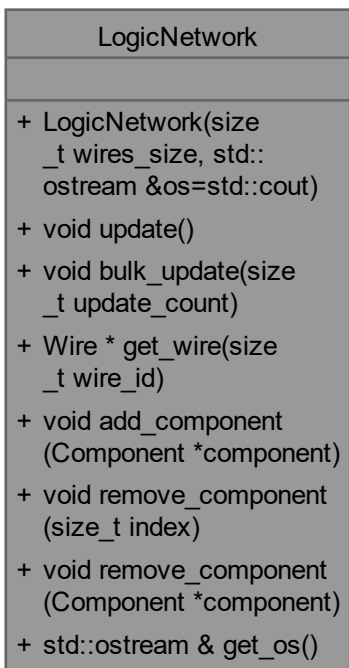 LogicNetwork
+ LogicNetwork(size
_t wires_size, std::
ostream &os=std::cout)
+ void update()
+ void bulk_update(size
_t update_count)
+ Wire * get_wire(size
_t wire_id)
+ void add_component
(Component *component)
+ void remove_component
(size_t index)
+ void remove_component
(Component *component)
+ std::ostream & get_os()